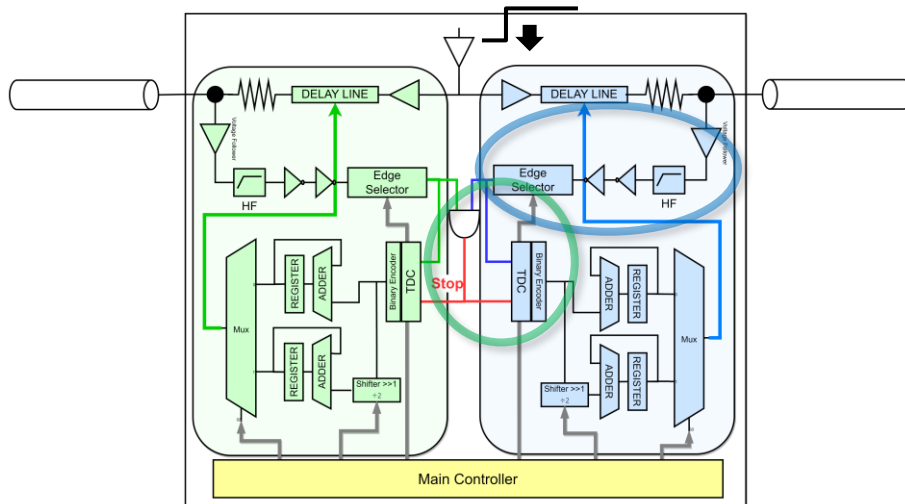 DELAY LINE
DELAY LINE
Voltage Follower
Voltage Follower
Edge
Selector
Edge
Selector
HF
HF
Stop
Binary Encoder
TDC
TDC
Binary Encoder
REGISTER
ADDER
ADDER
REGISTER
Mux
Mux
REGISTER
ADDER
ADDER
REGISTER
Shifter >>1
÷2
Shifter >>1
÷2
Main Controller